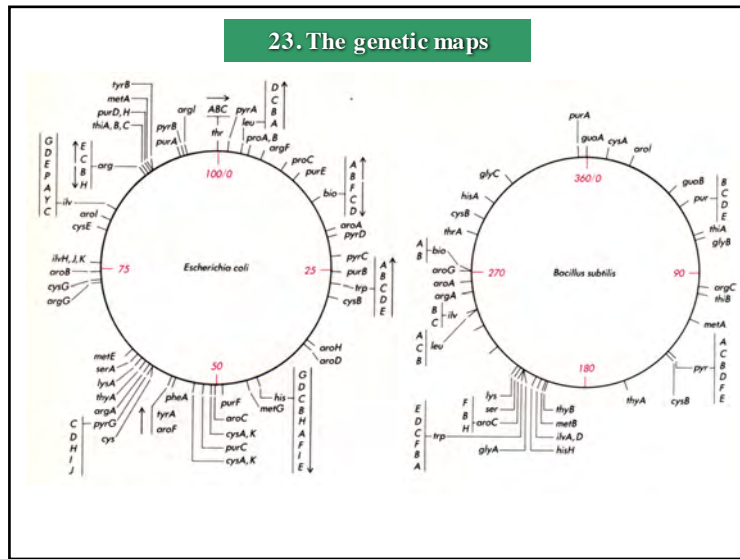 23. The genetic maps
tyrB
metA
purD, H
thiA, B, C
argI
pyrB
purA
ABC
thr
pyrA
leu
D
C
B
A
proA, B
argF
proC
purE
bio
A
B
F
C
D
aroA
pyrD
pyrC
purB
trp
A
B
C
D
E
cysB
aroH
aroD
his
G
D
C
B
H
A
F
I
E
metG
purF
aroC
cysA, K
purC
cysA, K
pheA
tyrA
aroF
metE
serA
lysA
thyA
argA
pyrG
cys
C
D
H
I
J
argG
cysG
aroB
ilvH, J, K
cysE
aroI
ilv
G
D
E
P
A
Y
C
arg
E
C
B
H
100/0
25
50
75
Escherichia coli
purA
guaA
cysA
aroI
guaB
pur
B
C
D
E
thiA
glyB
argC
thiB
metA
pyr
A
C
B
D
F
E
cysB
thyA
thyB
metB
ilvA, D
hisH
glyA
lys
ser
aroC
F
B
H
trp
E
D
C
F
B
A
leu
A
C
B
ilv
B
C
argA
aroA
aroG
bio
A
B
thrA
cysB
hisA
glyC
360/0
90
180
270
Bacillus subtilis